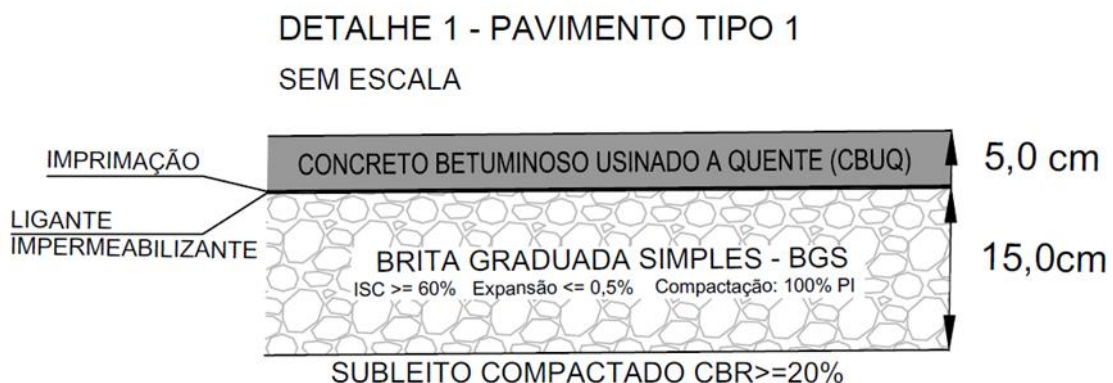 DETALHE 1 - PAVIMENTO TIPO 1
SEM ESCALA
IMPRIMAÇÃO
CONCRETO BETUMINOSO USINADO A QUENTE (CBUQ)
5,0 cm
LIGANTE
IMPERMEABILIZANTE
BRITA GRADUADA SIMPLES - BGS
ISC >= 60% Expansão <= 0,5% Compactação: 100% PI
15,0cm
SUBLEITO COMPACTADO CBR>=20%